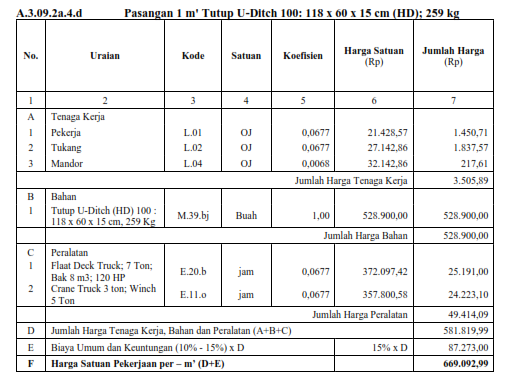 A.3.09.2a.4.d Pasangan 1 m' Tutup U-Ditch 100: 118 x 60 x 15 cm (HD); 259 kg
No. Uraian Kode Satuan Koefisien Harga Satuan (Rp) Jumlah Harga (Rp)
1 2 3 4 5 6 7
A Tenaga Kerja
1 Pekerja L.01 OJ 0,0677 21.428,57 1.450,71
2 Tukang L.02 OJ 0,0677 27.142,86 1.837,57
3 Mandor L.04 OJ 0,0068 32.142,86 217,61
Jumlah Harga Tenaga Kerja 3.505,89
B Bahan
1 Tutup U-Ditch (HD) 100 :
118 x 60 x 15 cm, 259 Kg M.39.bj Buah 1,00 528.900,00 528.900,00
Jumlah Harga Bahan 528.900,00
C Peralatan
1 Flaat Deck Truck; 7 Ton;
Bak 8 m3; 120 HP E.20.b jam 0,0677 372.097,42 25.191,00
2 Crane Truck 3 ton; Winch
5 Ton E.11.o jam 0,0677 357.800,58 24.223,10
Jumlah Harga Peralatan 49.414,09
D Jumlah Harga Tenaga Kerja, Bahan dan Peralatan (A+B+C) 581.819,99
E Biaya Umum dan Keuntungan (10% - 15%) x D 15% x D 87.273,00
F Harga Satuan Pekerjaan per – m' (D+E) 669.092,99